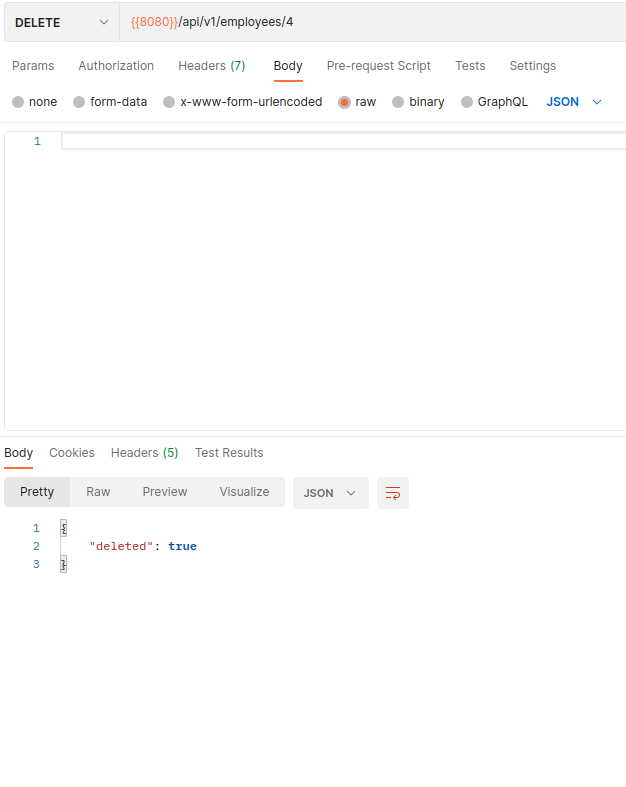 DELETE {{8080}}/api/v1/employees/4
Params Authorization Headers (7) Body Pre-request Script Tests Settings
none form-data x-www-form-urlencoded raw binary GraphQL JSON
1
Body Cookies Headers (5) Test Results
Pretty Raw Preview Visualize JSON
1 {
2 "deleted": true
3 }